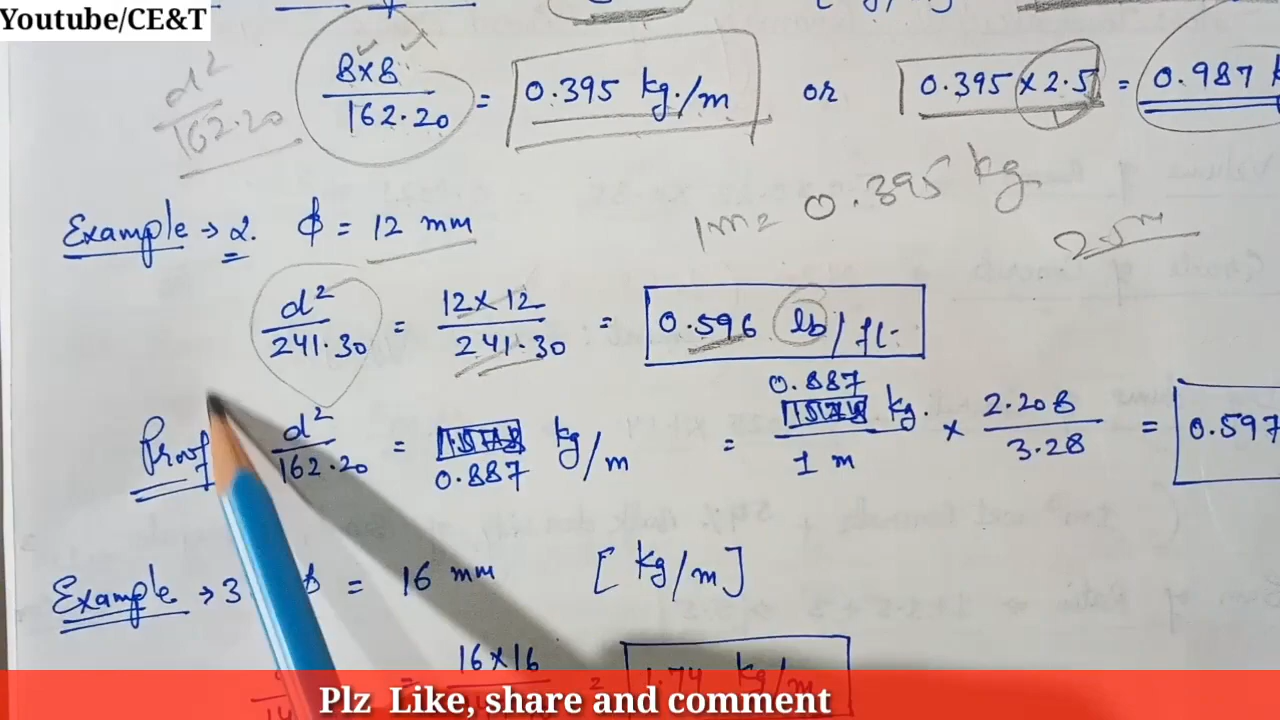 Youtube/CE&T
d²/162.20
8×8/162.20 = 0.395 kg./m or 0.395 × 2.5 = 0.987 k
1m = 0.395 kg
2.5m
Example → 2. ϕ = 12 mm
d²/241.30 = 12×12/241.30 = 0.596 lb/ft.
Proof d²/162.20 = 0.887 kg/m = 0.887 kg./1 m × 2.208/3.28 = 0.597
Example → 3 ϕ = 16 mm [kg/m]
16×16 = 1.74 kg/m
Plz Like, share and comment